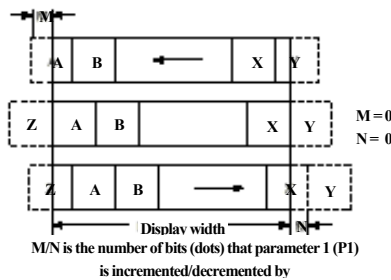 M
A B X Y
Z A B X Y
M=0
N=0
Z A B X Y
Display width N
M/N is the number of bits (dots) that parameter 1 (P1)
is incremented/decremented by